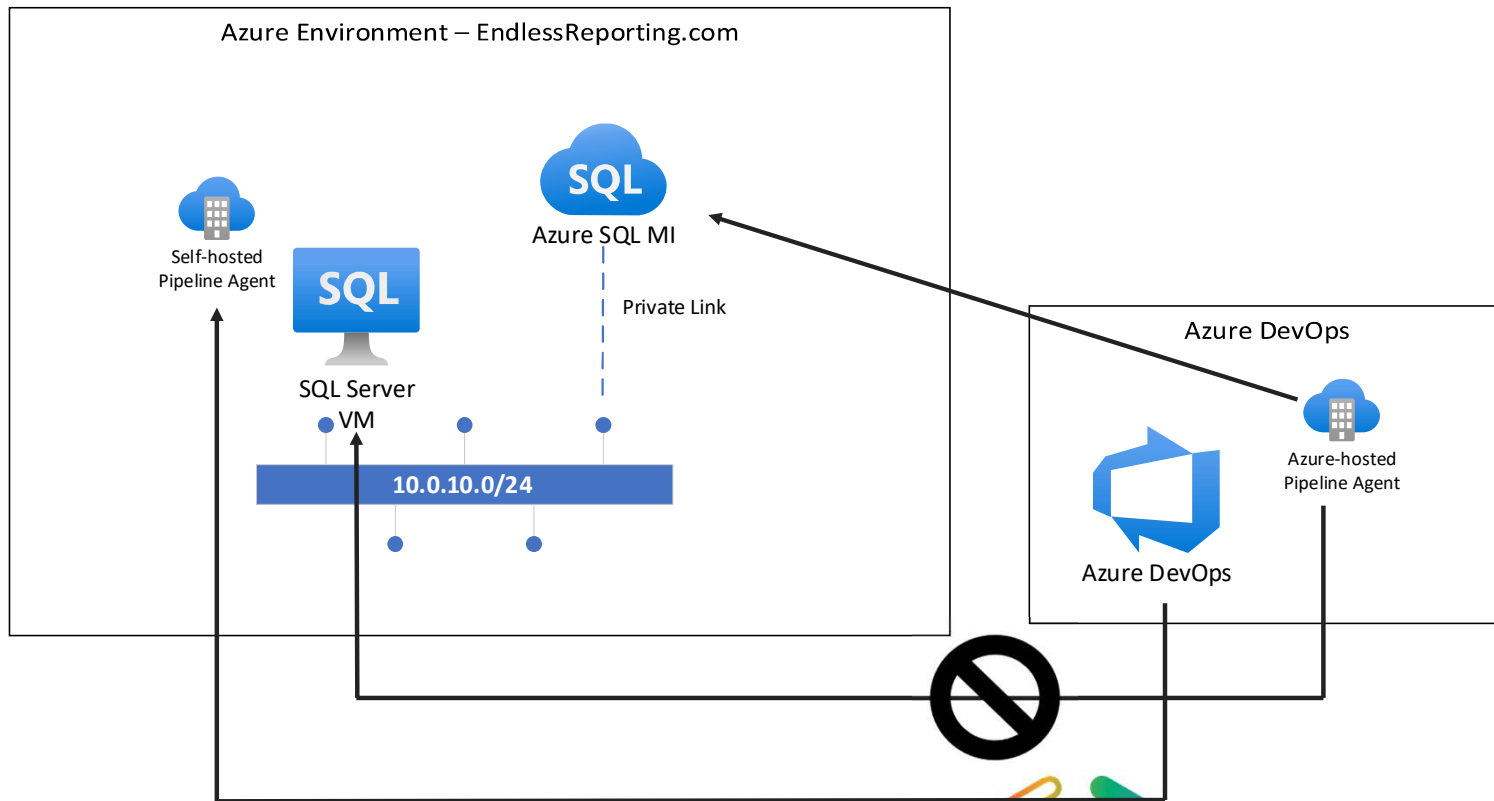 Azure Environment – EndlessReporting.com
SQL
Azure SQL MI
Self-hosted
Pipeline Agent
SQL
SQL Server
VM
Private Link
10.0.10.0/24
Azure DevOps
Azure-hosted
Pipeline Agent
Azure DevOps